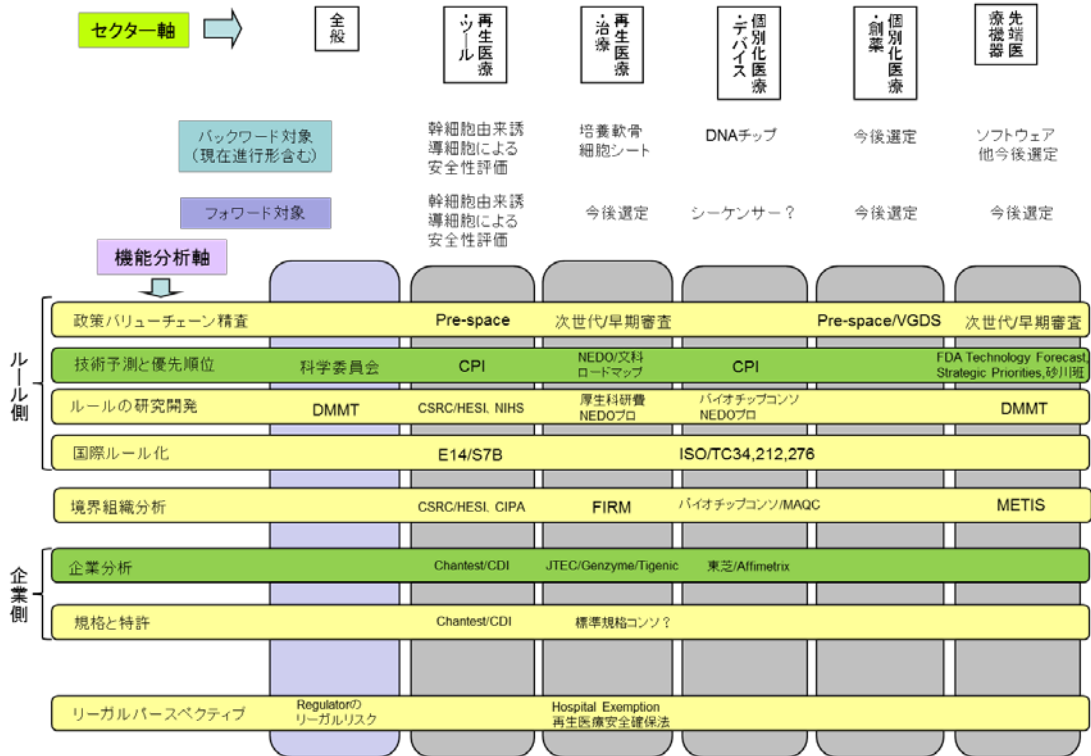 セクター軸
全般
再生医療
・ツール
再生医療
・治療
個別化医療
・デバイス
個別化医療
・創薬
先端医
療機器
バックワード対象
（現在進行形含む）
幹細胞由来誘
導細胞による
安全性評価
培養軟骨
細胞シート
DNAチップ
今後選定
ソフトウェア
他今後選定
フォワード対象
幹細胞由来誘
導細胞による
安全性評価
今後選定
シーケンサー？
今後選定
今後選定
機能分析軸
ルール側
政策バリューチェーン精査
Pre-space
次世代/早期審査
Pre-space/VGDS
次世代/早期審査
技術予測と優先順位
科学委員会
CPI
NEDO/文科
ロードマップ
CPI
FDA Technology Forecast,
Strategic Priorities,砂川班
ルールの研究開発
DMMT
CSRC/HESI, NIHS
厚生科研費
NEDOプロ
バイオチップコンソ
NEDOプロ
DMMT
国際ルール化
E14/S7B
ISO/TC34,212,276
境界組織分析
CSRC/HESI, CIPA
FIRM
バイオチップコンソ/MAQC
METIS
企業側
企業分析
Chantest/CDI
JTEC/Genzyme/Tigenic
東芝/Affimetrix
規格と特許
Chantest/CDI
標準規格コンソ？
リーガルパースペクティブ
Regulatorの
リーガルリスク
Hospital Exemption
再生医療安全確保法